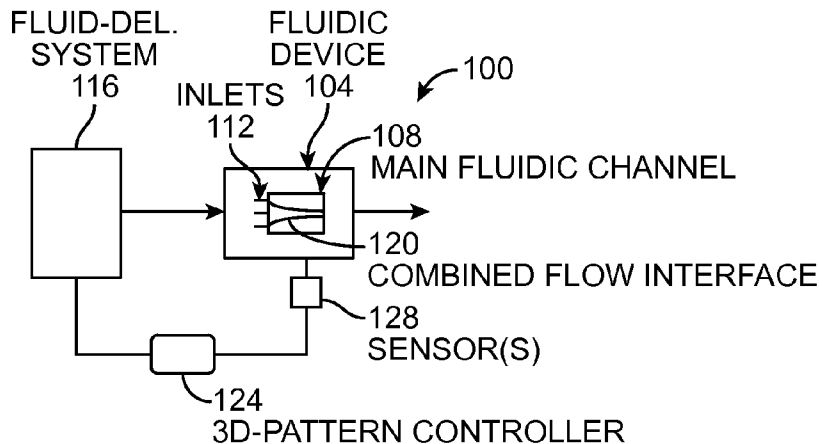 FLUID-DEL.
SYSTEM
116
FLUIDIC
DEVICE
104
100
INLETS
112
108
MAIN FLUIDIC CHANNEL
120
COMBINED FLOW INTERFACE
128
SENSOR(S)
124
3D-PATTERN CONTROLLER